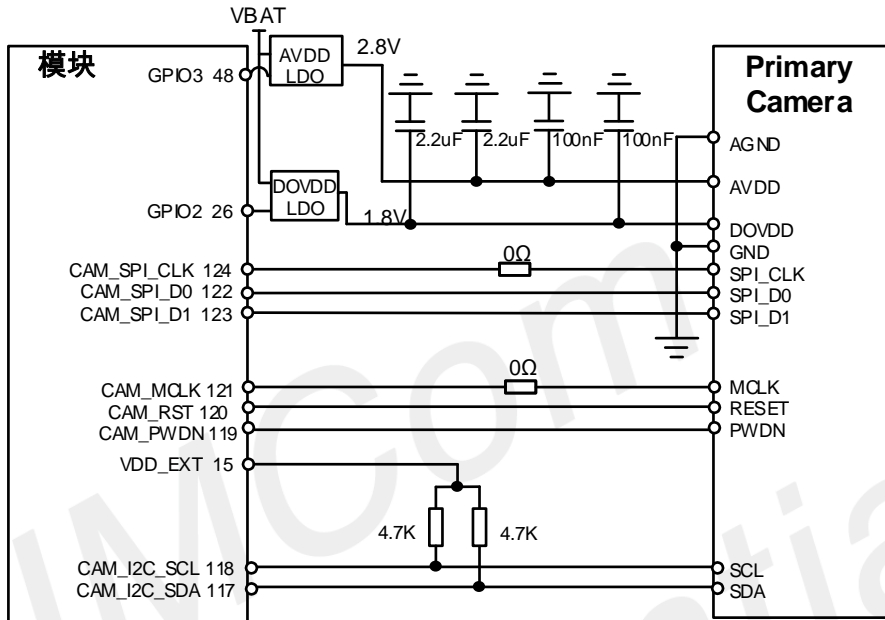 VBAT
模块
GPIO3 48
AVDD
LDO
2.8V
2.2uF
2.2uF
100nF
100nF
Primary
Camera
AGND
AVDD
DOVDD
LDO
1.8V
GPIO2 26
DOVDD
GND
CAM_SPI_CLK 124
0Ω
SPI_CLK
CAM_SPI_D0 122
SPI_D0
CAM_SPI_D1 123
SPI_D1
CAM_MCLK 121
0Ω
MCLK
CAM_RST 120
RESET
CAM_PWDN 119
PWDN
VDD_EXT 15
4.7K
4.7K
CAM_I2C_SCL 118
SCL
CAM_I2C_SDA 117
SDA